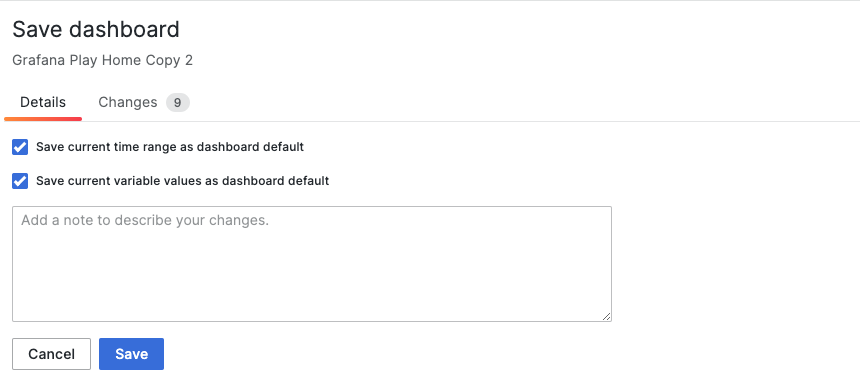 Save dashboard
Grafana Play Home Copy 2
Details Changes 9
Save current time range as dashboard default
Save current variable values as dashboard default
Add a note to describe your changes.
Cancel Save